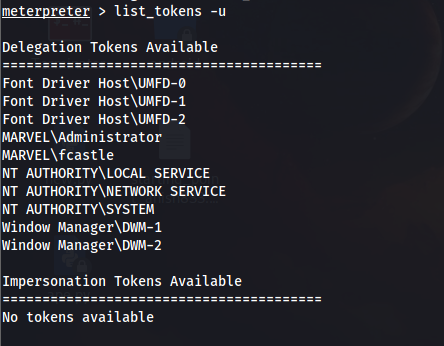 meterpreter > list_tokens -u
Delegation Tokens Available
========================================
Font Driver Host\UMFD-0
Font Driver Host\UMFD-1
Font Driver Host\UMFD-2
MARVEL\Administrator
MARVEL\fcastle
NT AUTHORITY\LOCAL SERVICE
NT AUTHORITY\NETWORK SERVICE
NT AUTHORITY\SYSTEM
Window Manager\DWM-1
Window Manager\DWM-2
Impersonation Tokens Available
========================================
No tokens available